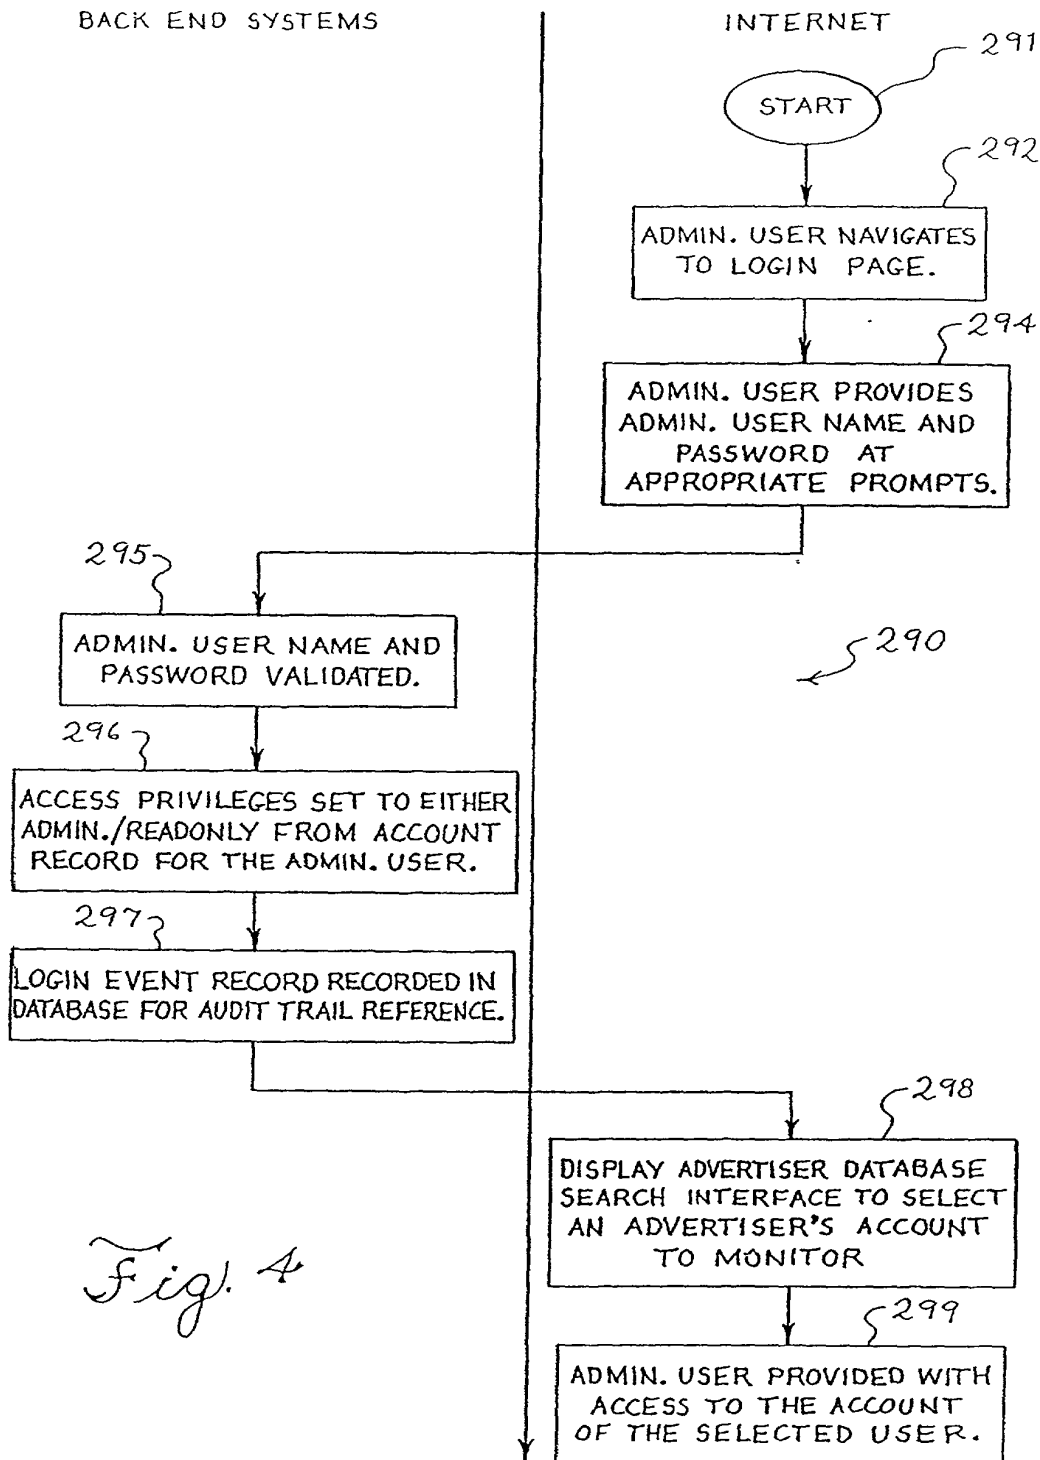 BACK END SYSTEMS
INTERNET
291
START
292
ADMIN. USER NAVIGATES
TO LOGIN PAGE.
294
ADMIN. USER PROVIDES
ADMIN. USER NAME AND
PASSWORD AT
APPROPRIATE PROMPTS.
295
ADMIN. USER NAME AND
PASSWORD VALIDATED.
290
296
ACCESS PRIVILEGES SET TO EITHER
ADMIN./READONLY FROM ACCOUNT
RECORD FOR THE ADMIN. USER.
297
LOGIN EVENT RECORD RECORDED IN
DATABASE FOR AUDIT TRAIL REFERENCE.
298
DISPLAY ADVERTISER DATABASE
SEARCH INTERFACE TO SELECT
AN ADVERTISER'S ACCOUNT
TO MONITOR
299
ADMIN. USER PROVIDED WITH
ACCESS TO THE ACCOUNT
OF THE SELECTED USER.
Fig. 4